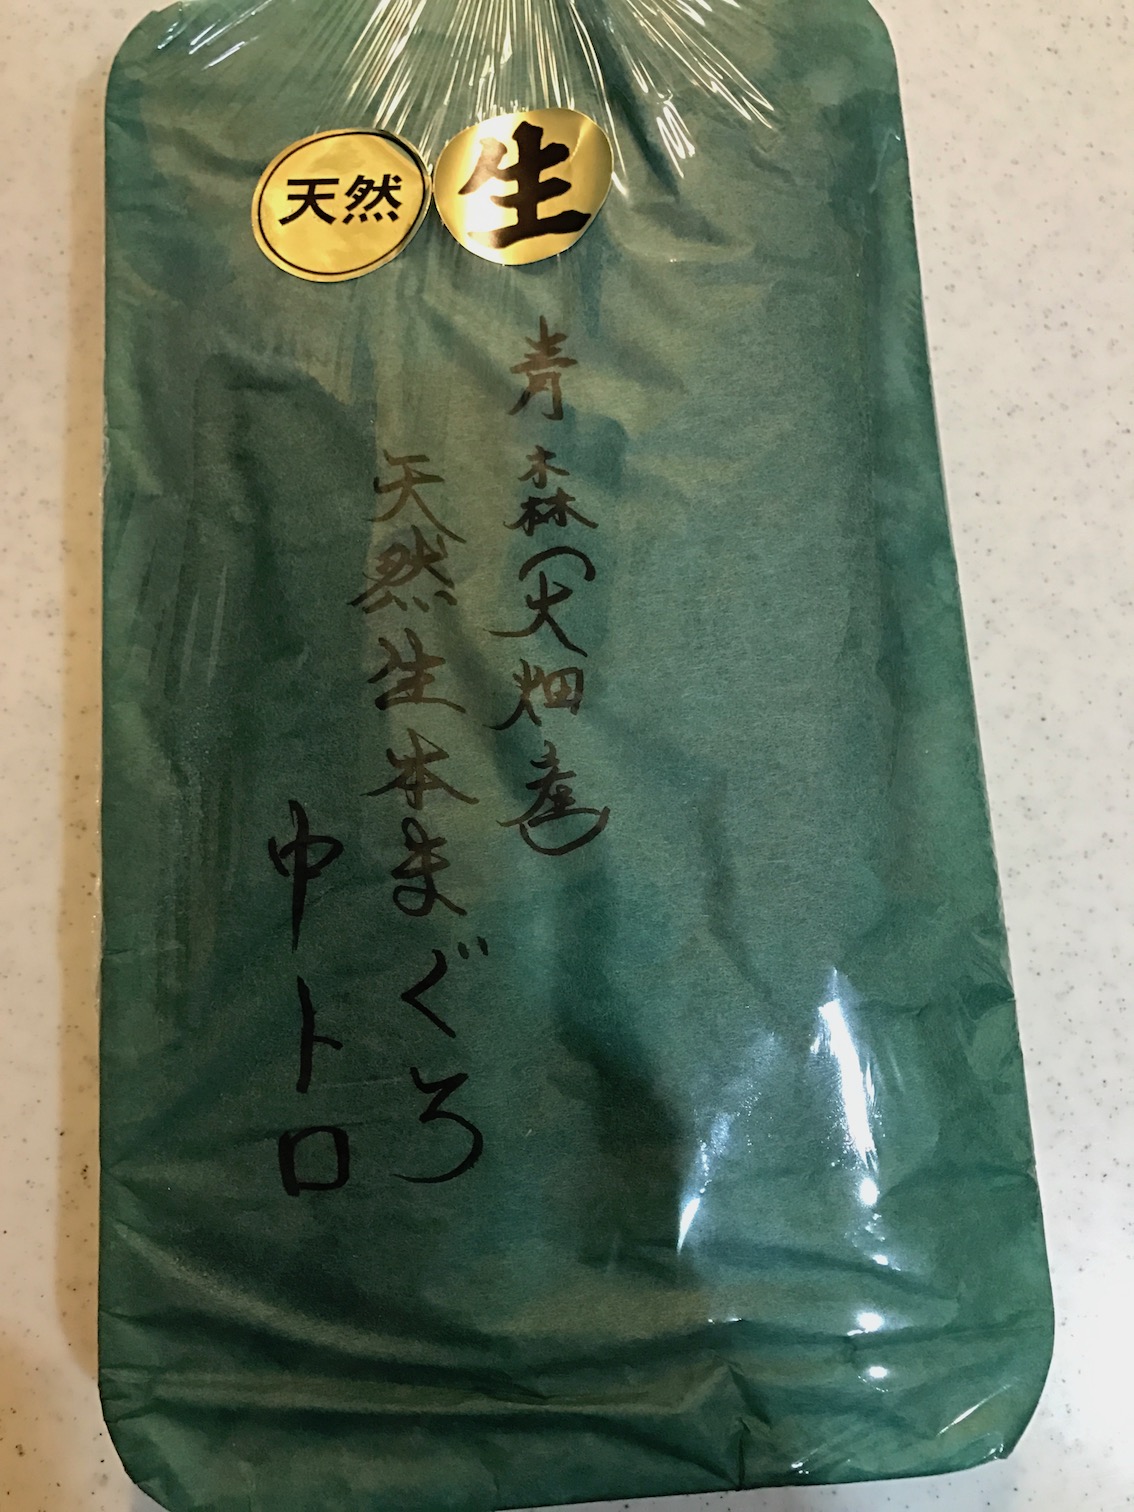 天然
生
青森(大畑産)
天然生本まぐろ
中トロ